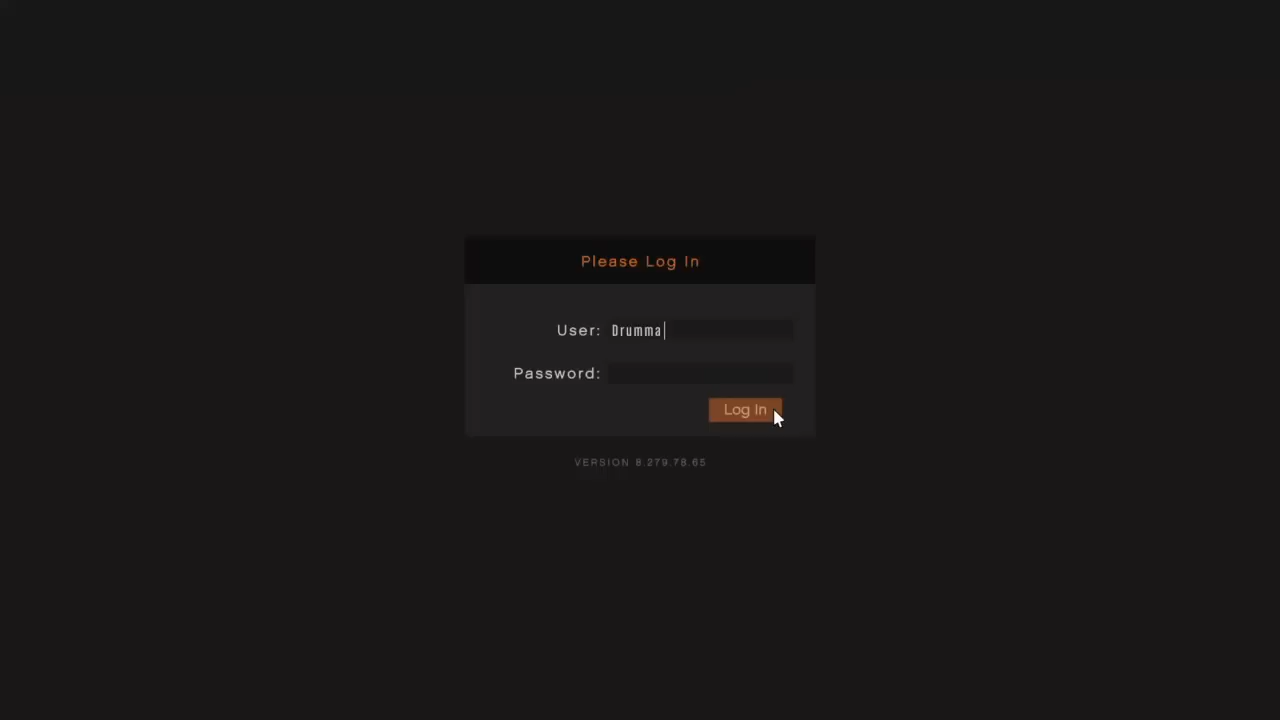 Please Log In
User: Drumma
Password:
Log In
VERSION 8.279.78.65